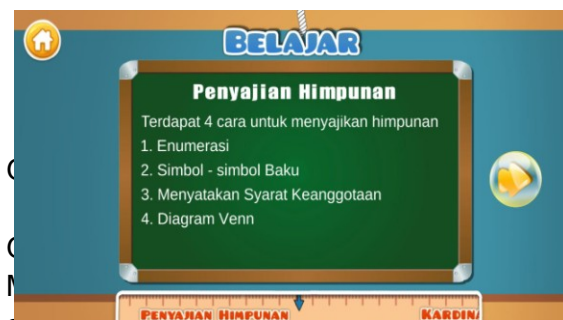 BELAJAR
Penyajian Himpunan
Terdapat 4 cara untuk menyajikan himpunan
1. Enumerasi
2. Simbol - simbol Baku
3. Menyatakan Syarat Keanggotaan
4. Diagram Venn
PENYAJIAN HIMPUNAN